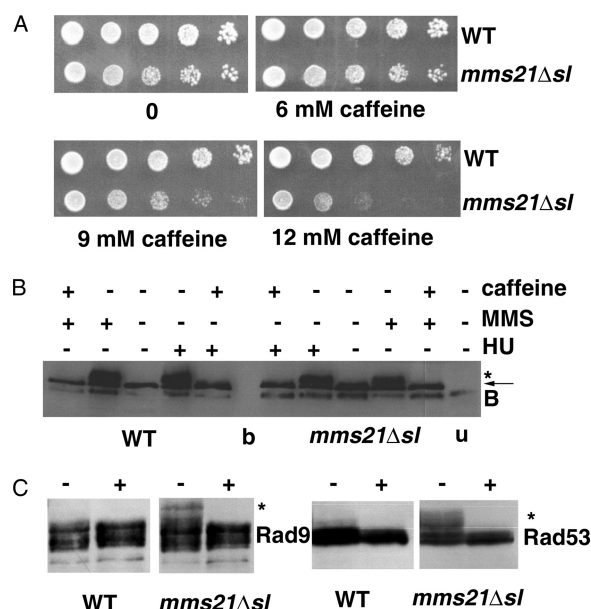 A
WT
mms21Δsl
0
6 mM caffeine
WT
mms21Δsl
9 mM caffeine
12 mM caffeine
B
+ - - - + + - - - + - caffeine
+ + - - - - - - + + - MMS
- - - + + + + - - - - HU
*
B
WT b mms21Δsl u
C
- + - + - + - +
* *
Rad9 Rad53
WT mms21Δsl WT mms21Δsl